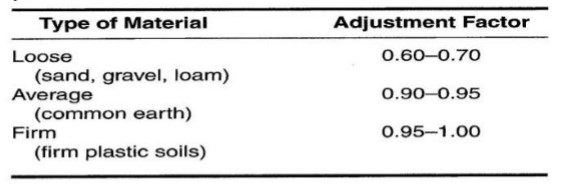 Type of Material Adjustment Factor
Loose 0.60–0.70
(sand, gravel, loam)
Average 0.90–0.95
(common earth)
Firm 0.95–1.00
(firm plastic soils)